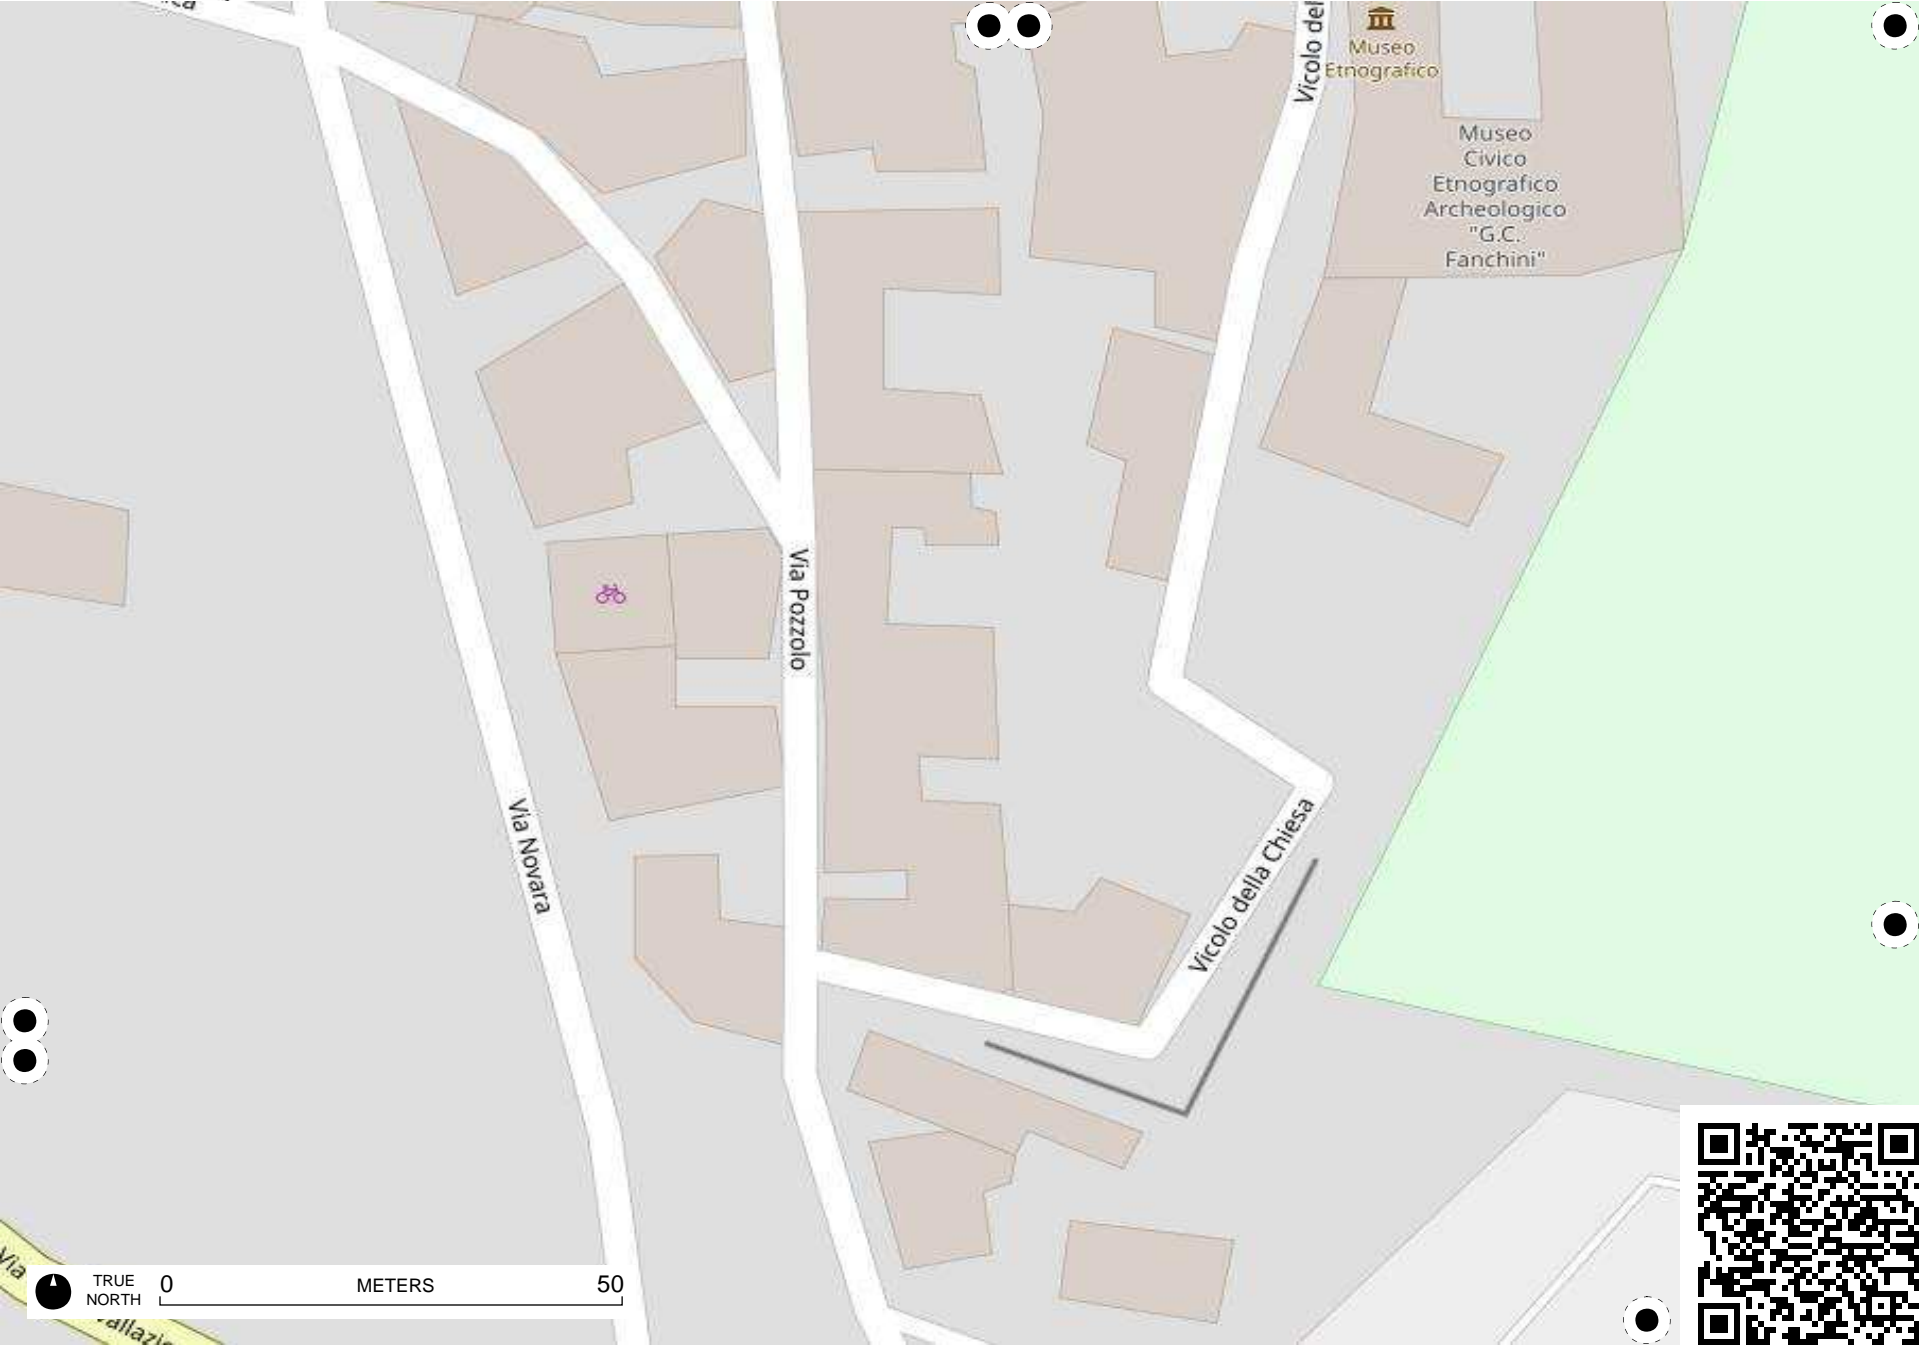 Vicolo del
Museo
Etnografico
Museo
Civico
Etnografico
Archeologico
"G.C.
Fanchini"
Via Pozzolo
Via Novara
Vicolo della Chiesa
Via
TRUE
NORTH
0
METERS
50